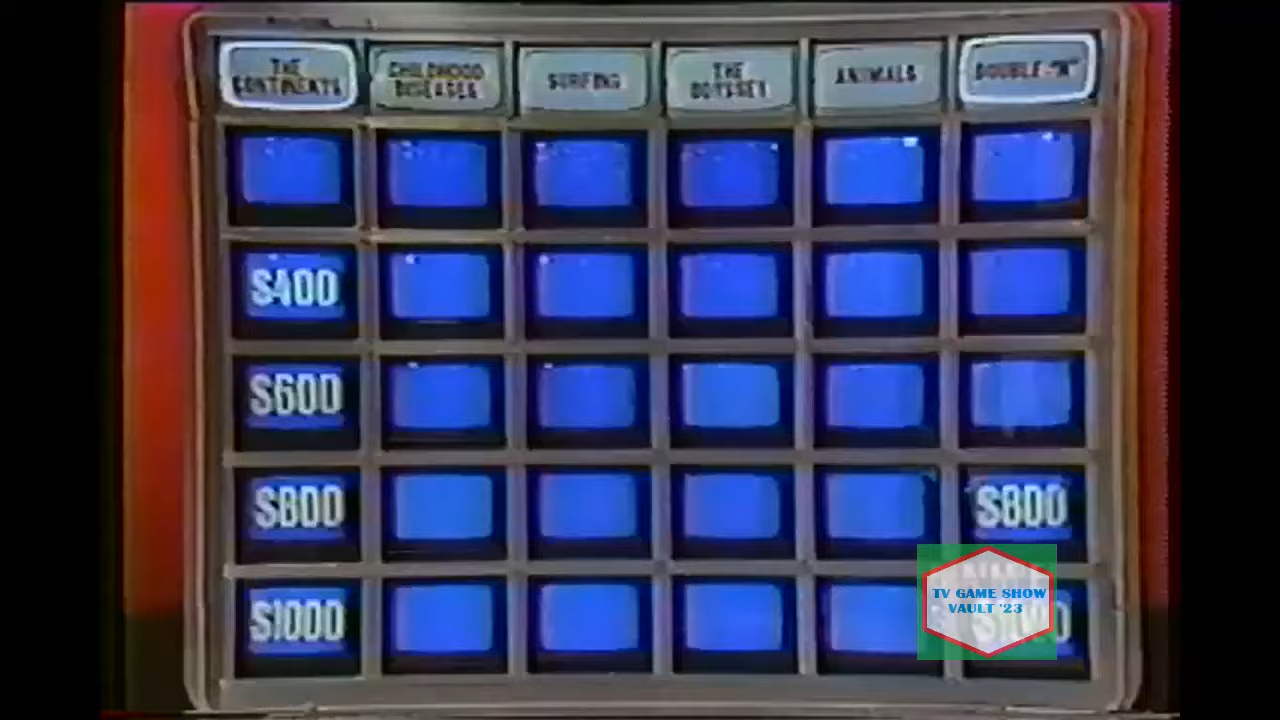 THE
CONTINENTS
CHILDHOOD
DISEASES
SURFING
THE
ODYSSEY
ANIMALS
DOUBLE-"N"
$400
$600
$800
$800
$1000
TV GAME SHOW
VAULT '23